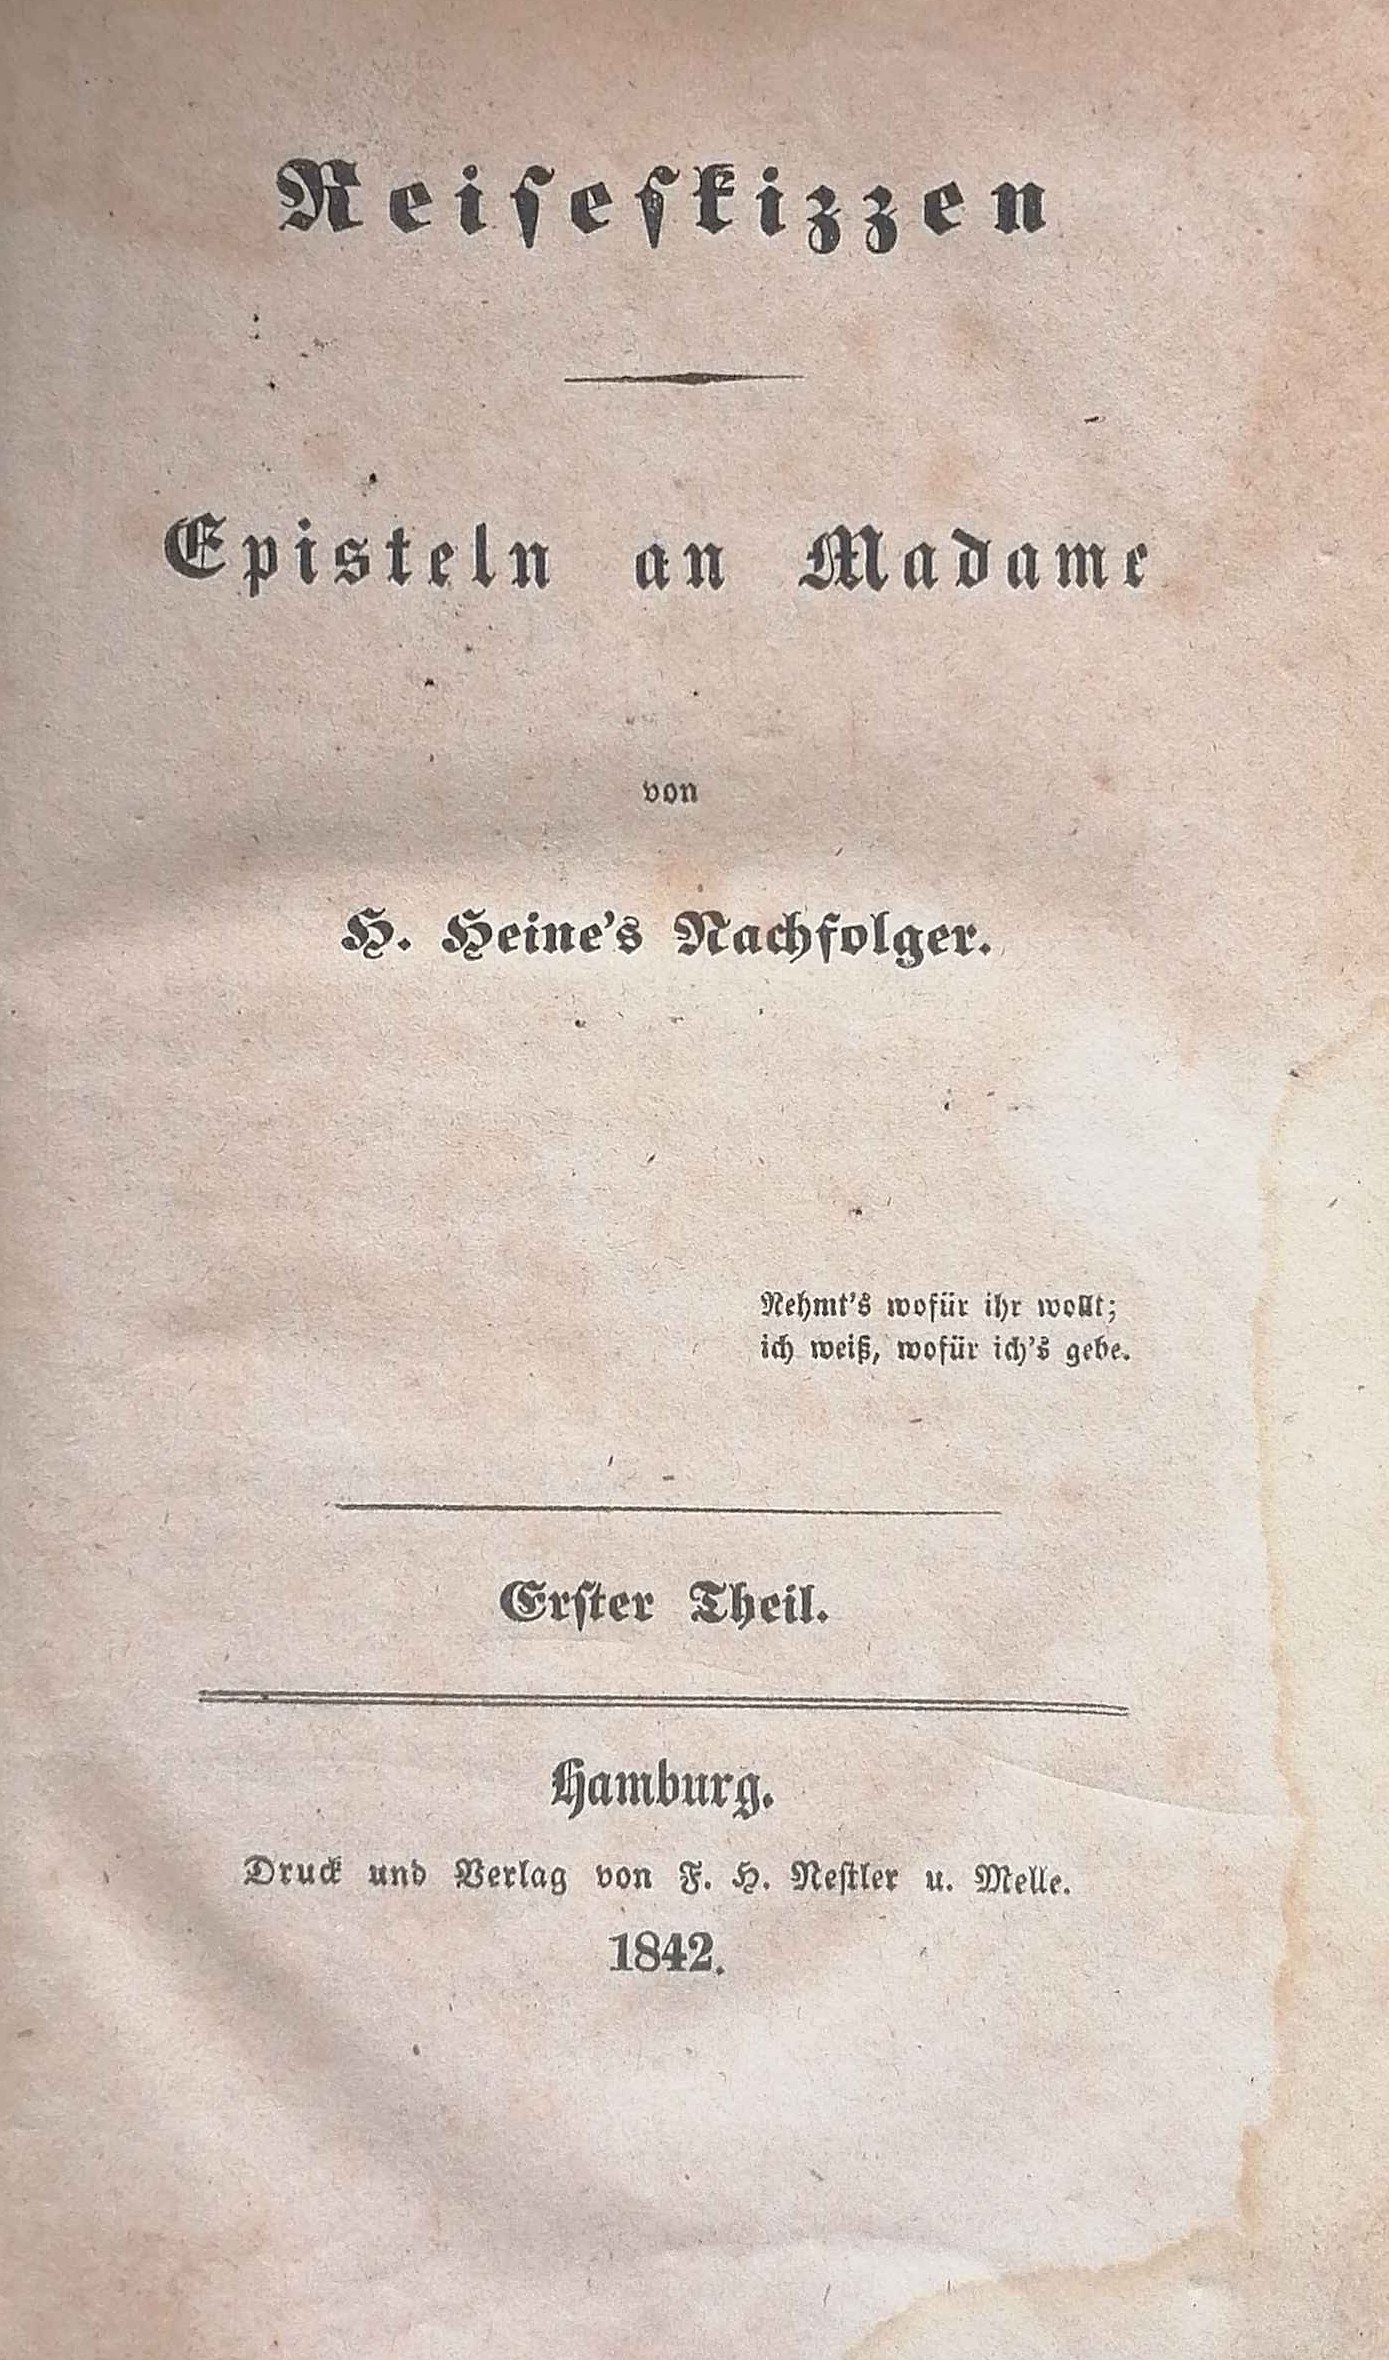 Reiſeſkizzen
Episteln an Madame
von
H. Heine's Nachfolger.
Nehmt's wofür ihr wollt;
ich weiß, wofür ich's gebe.
Erſter Theil.
Hamburg.
Druck und Verlag von F. H. Neſtler u. Melle.
1842.